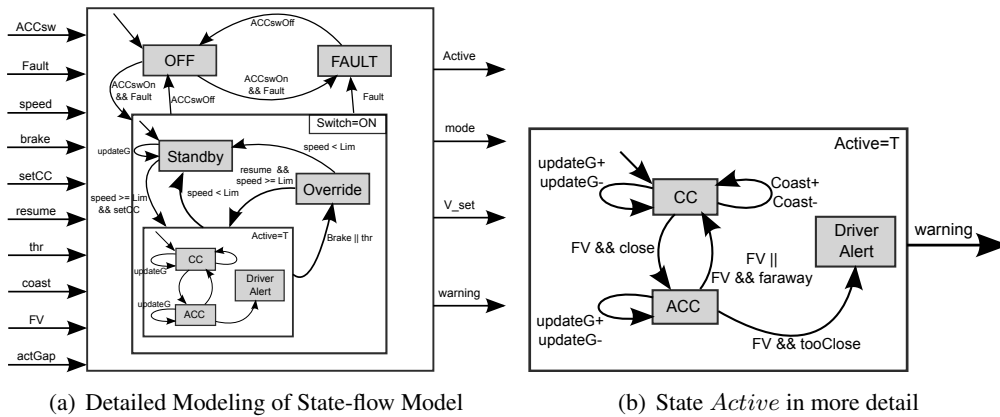 ACCsw
Fault
speed
brake
setCC
resume
thr
coast
FV
actGap
ACCswOff
OFF
FAULT
ACCswOn
&& Fault
ACCswOff
ACCswOn
&& Fault
Fault
Switch=ON
updateG
Standby
speed < Lim
resume &&
speed >= Lim
Override
speed >= Lim
&& setCC
speed < Lim
Brake || thr
Active=T
CC
updateG
Driver
Alert
updateG
ACC
Active
mode
V_set
warning
(a) Detailed Modeling of State-flow Model
Active=T
updateG+
updateG-
CC
Coast+
Coast-
FV && close
FV ||
FV && faraway
Driver
Alert
warning
updateG+
updateG-
ACC
FV && tooClose
(b) State Active in more detail